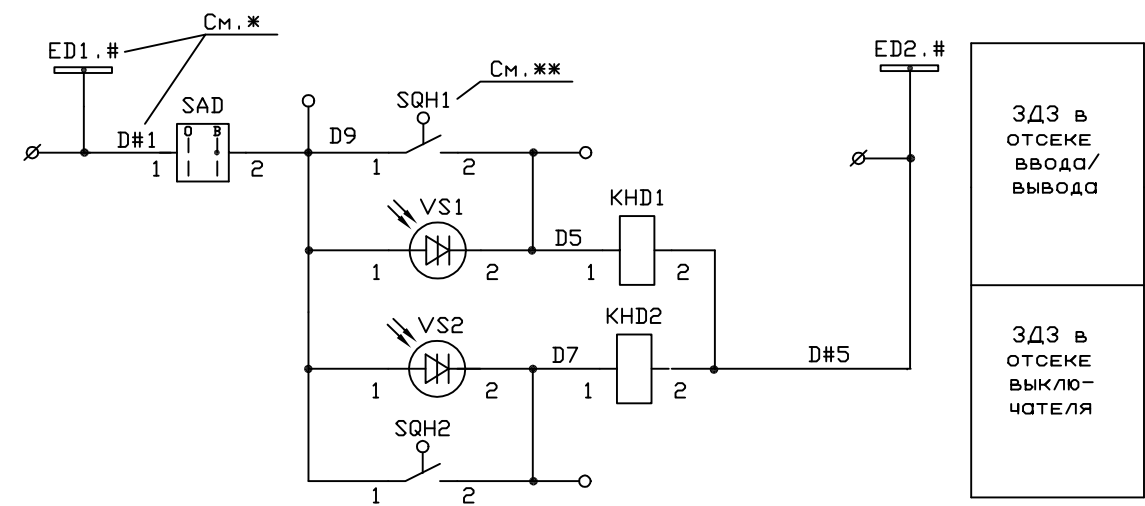 См.*
ED1.#
ED2.#
См.**
SQH1
SAD
О В
D#1
D9
1 2
1 2
ЗДЗ в
отсеке
ввода/
вывода
VS1
KHD1
D5
1 2
1 2
VS2
KHD2
D7
D#5
1 2
1 2
ЗДЗ в
отсеке
выклю-
чателя
SQH2
1 2